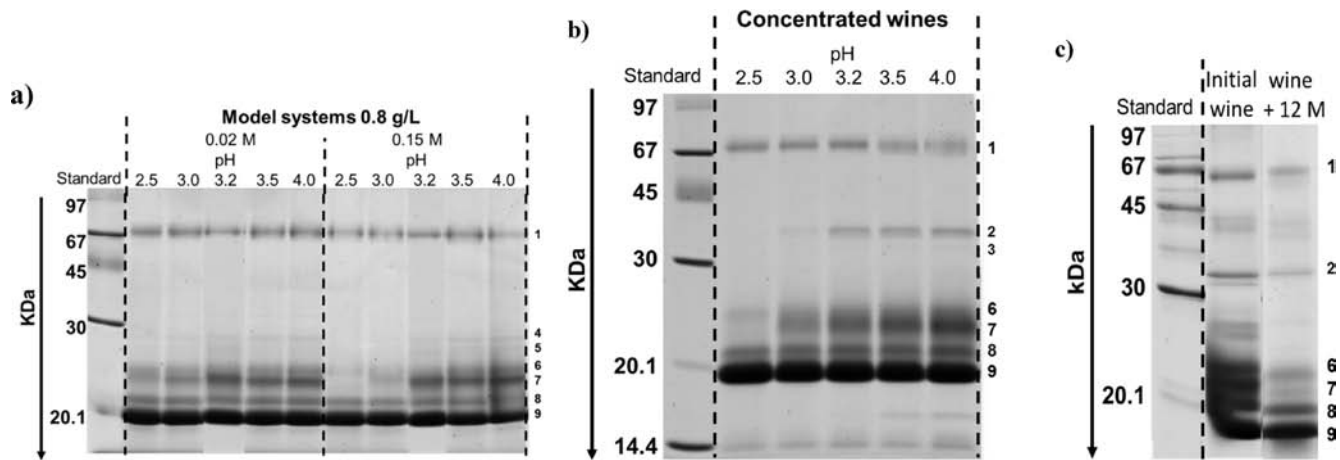 a)
Model systems 0.8 g/L
0.02 M 0.15 M
pH pH
Standard 2.5 3.0 3.2 3.5 4.0 2.5 3.0 3.2 3.5 4.0
KDa
97
67
45
30
20.1
1
4
5
6
7
8
9
b)
Concentrated wines
pH
Standard 2.5 3.0 3.2 3.5 4.0
KDa
97
67
45
30
20.1
14.4
1
2
3
6
7
8
9
c)
Initial wine
Standard wine + 12 M
kDa
97
67
45
30
20.1
1
2
6
7
8
9